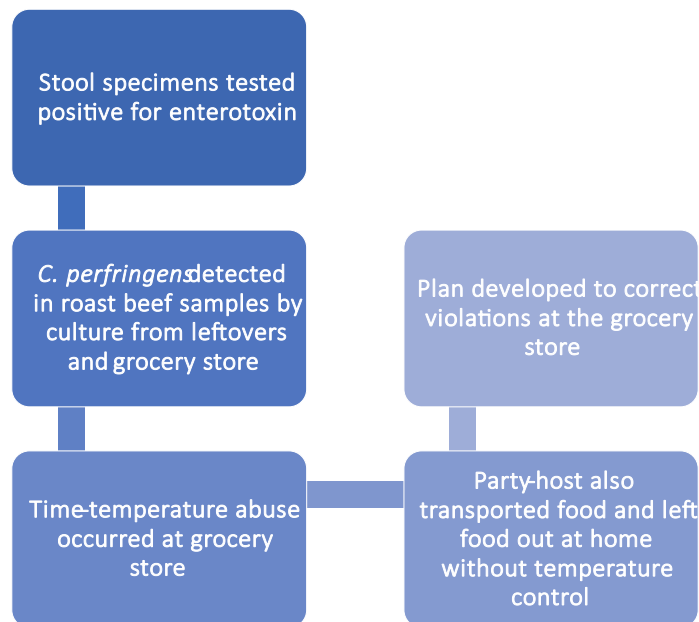 Stool specimens tested
positive for enterotoxin
C. perfringens detected
in roast beef samples by
culture from leftovers
and grocery store
Time-temperature abuse
occurred at grocery
store
Party-host also
transported food and left
food out at home
without temperature
control
Plan developed to correct
violations at the grocery
store